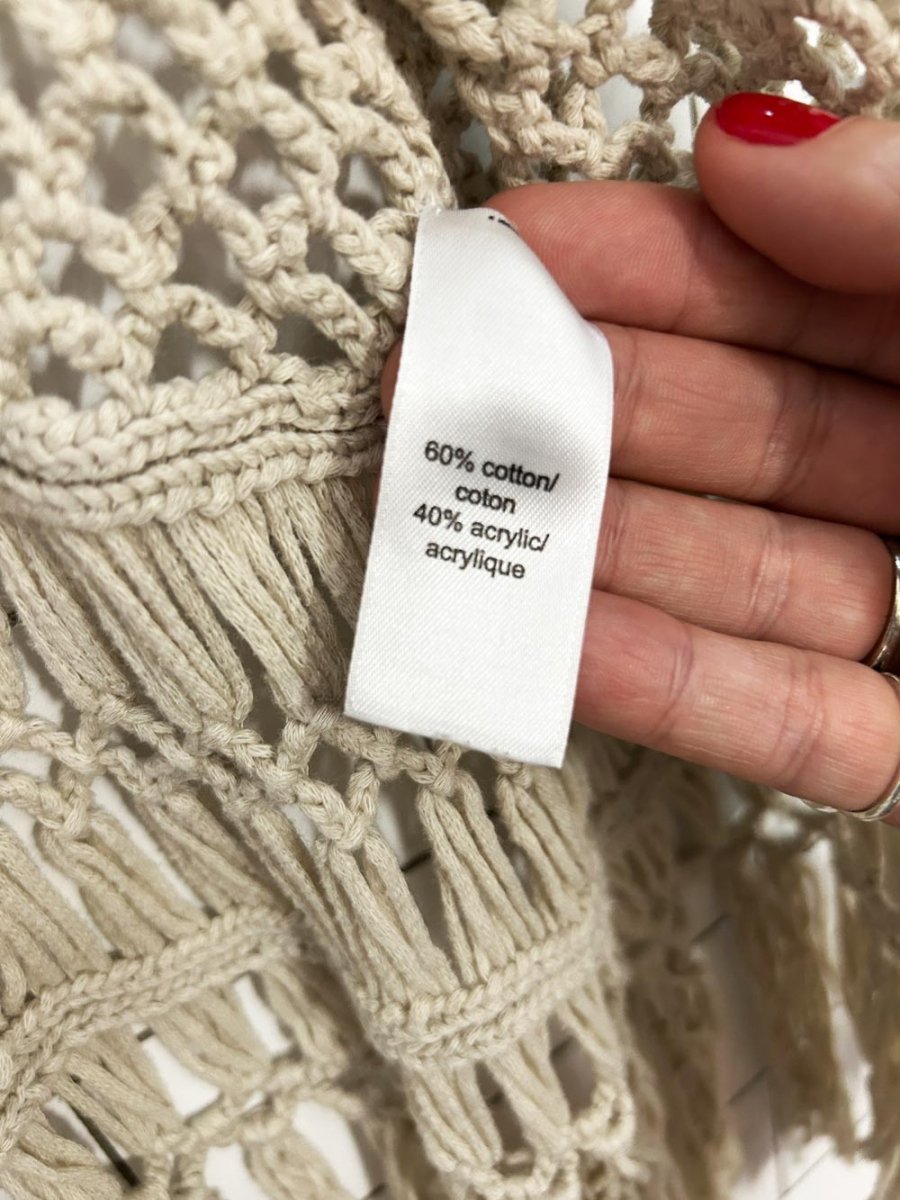 60% cotton/
coton
40% acrylic/
acrylique